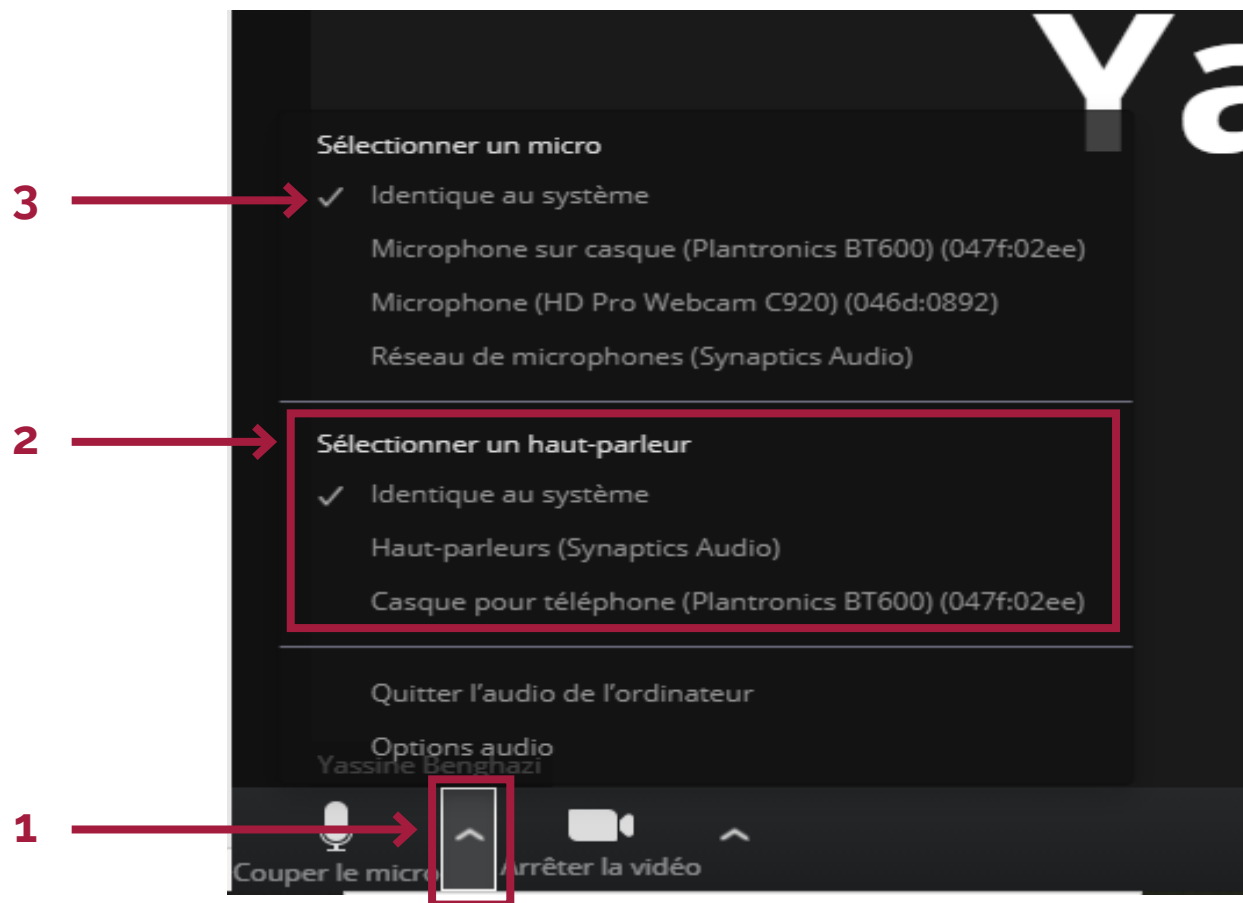 Ya
Sélectionner un micro
3
✓ Identique au système
Microphone sur casque (Plantronics BT600) (047f:02ee)
Microphone (HD Pro Webcam C920) (046d:0892)
Réseau de microphones (Synaptics Audio)
2
Sélectionner un haut-parleur
✓ Identique au système
Haut-parleurs (Synaptics Audio)
Casque pour téléphone (Plantronics BT600) (047f:02ee)
Quitter l’audio de l’ordinateur
Options audio
Yassine Benghazi
1
Couper le micro
Arrêter la vidéo